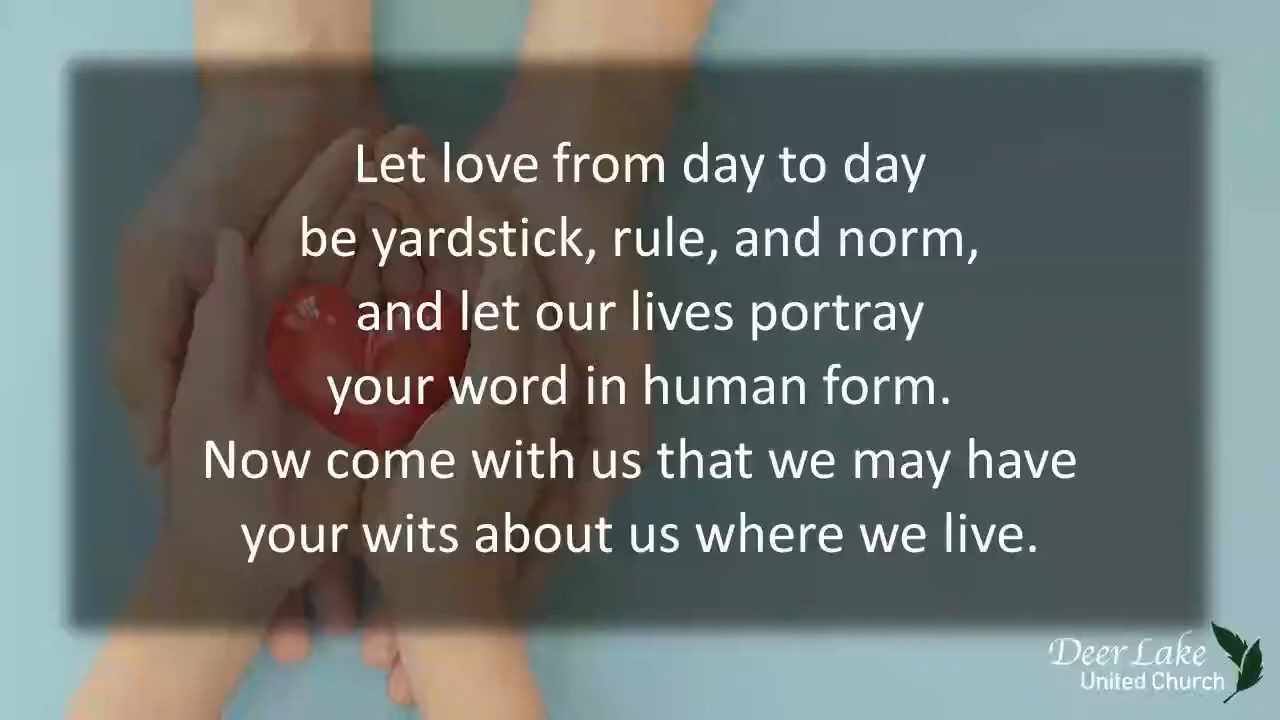 Let love from day to day
be yardstick, rule, and norm,
and let our lives portray
your word in human form.
Now come with us that we may have
your wits about us where we live.
Deer Lake
United Church